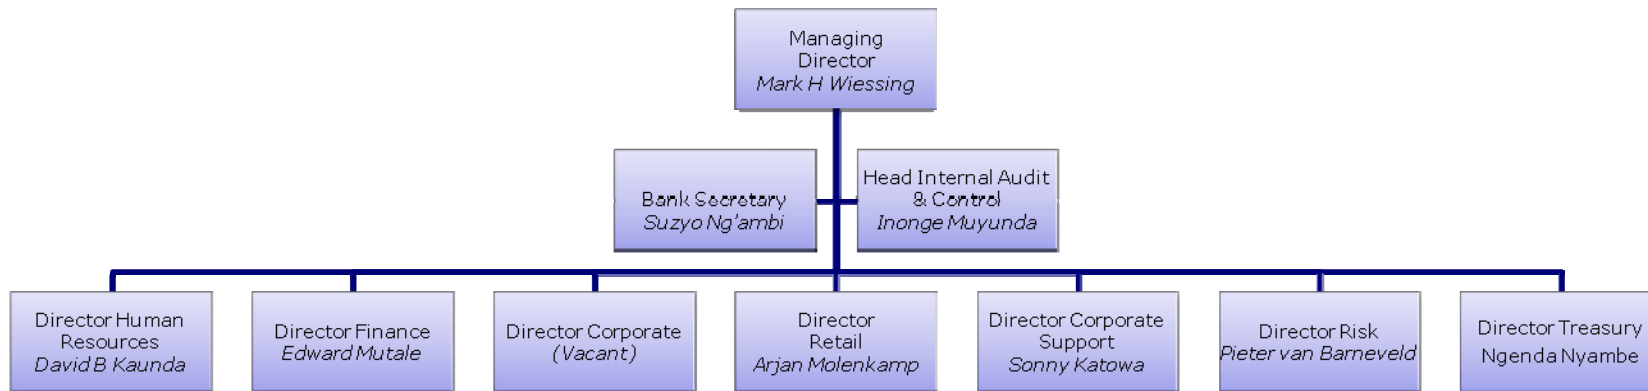 Managing
Director
Mark H Wiessing
Bank Secretary
Suzyo Ng'ambi
Head Internal Audit
& Control
Inonge Muyunda
Director Human
Resources
David B Kaunda
Director Finance
Edward Mutale
Director Corporate
(Vacant)
Director
Retail
Arjan Molenkamp
Director Corporate
Support
Sonny Katowa
Director Risk
Pieter van Barneveld
Director Treasury
Ngenda Nyambe